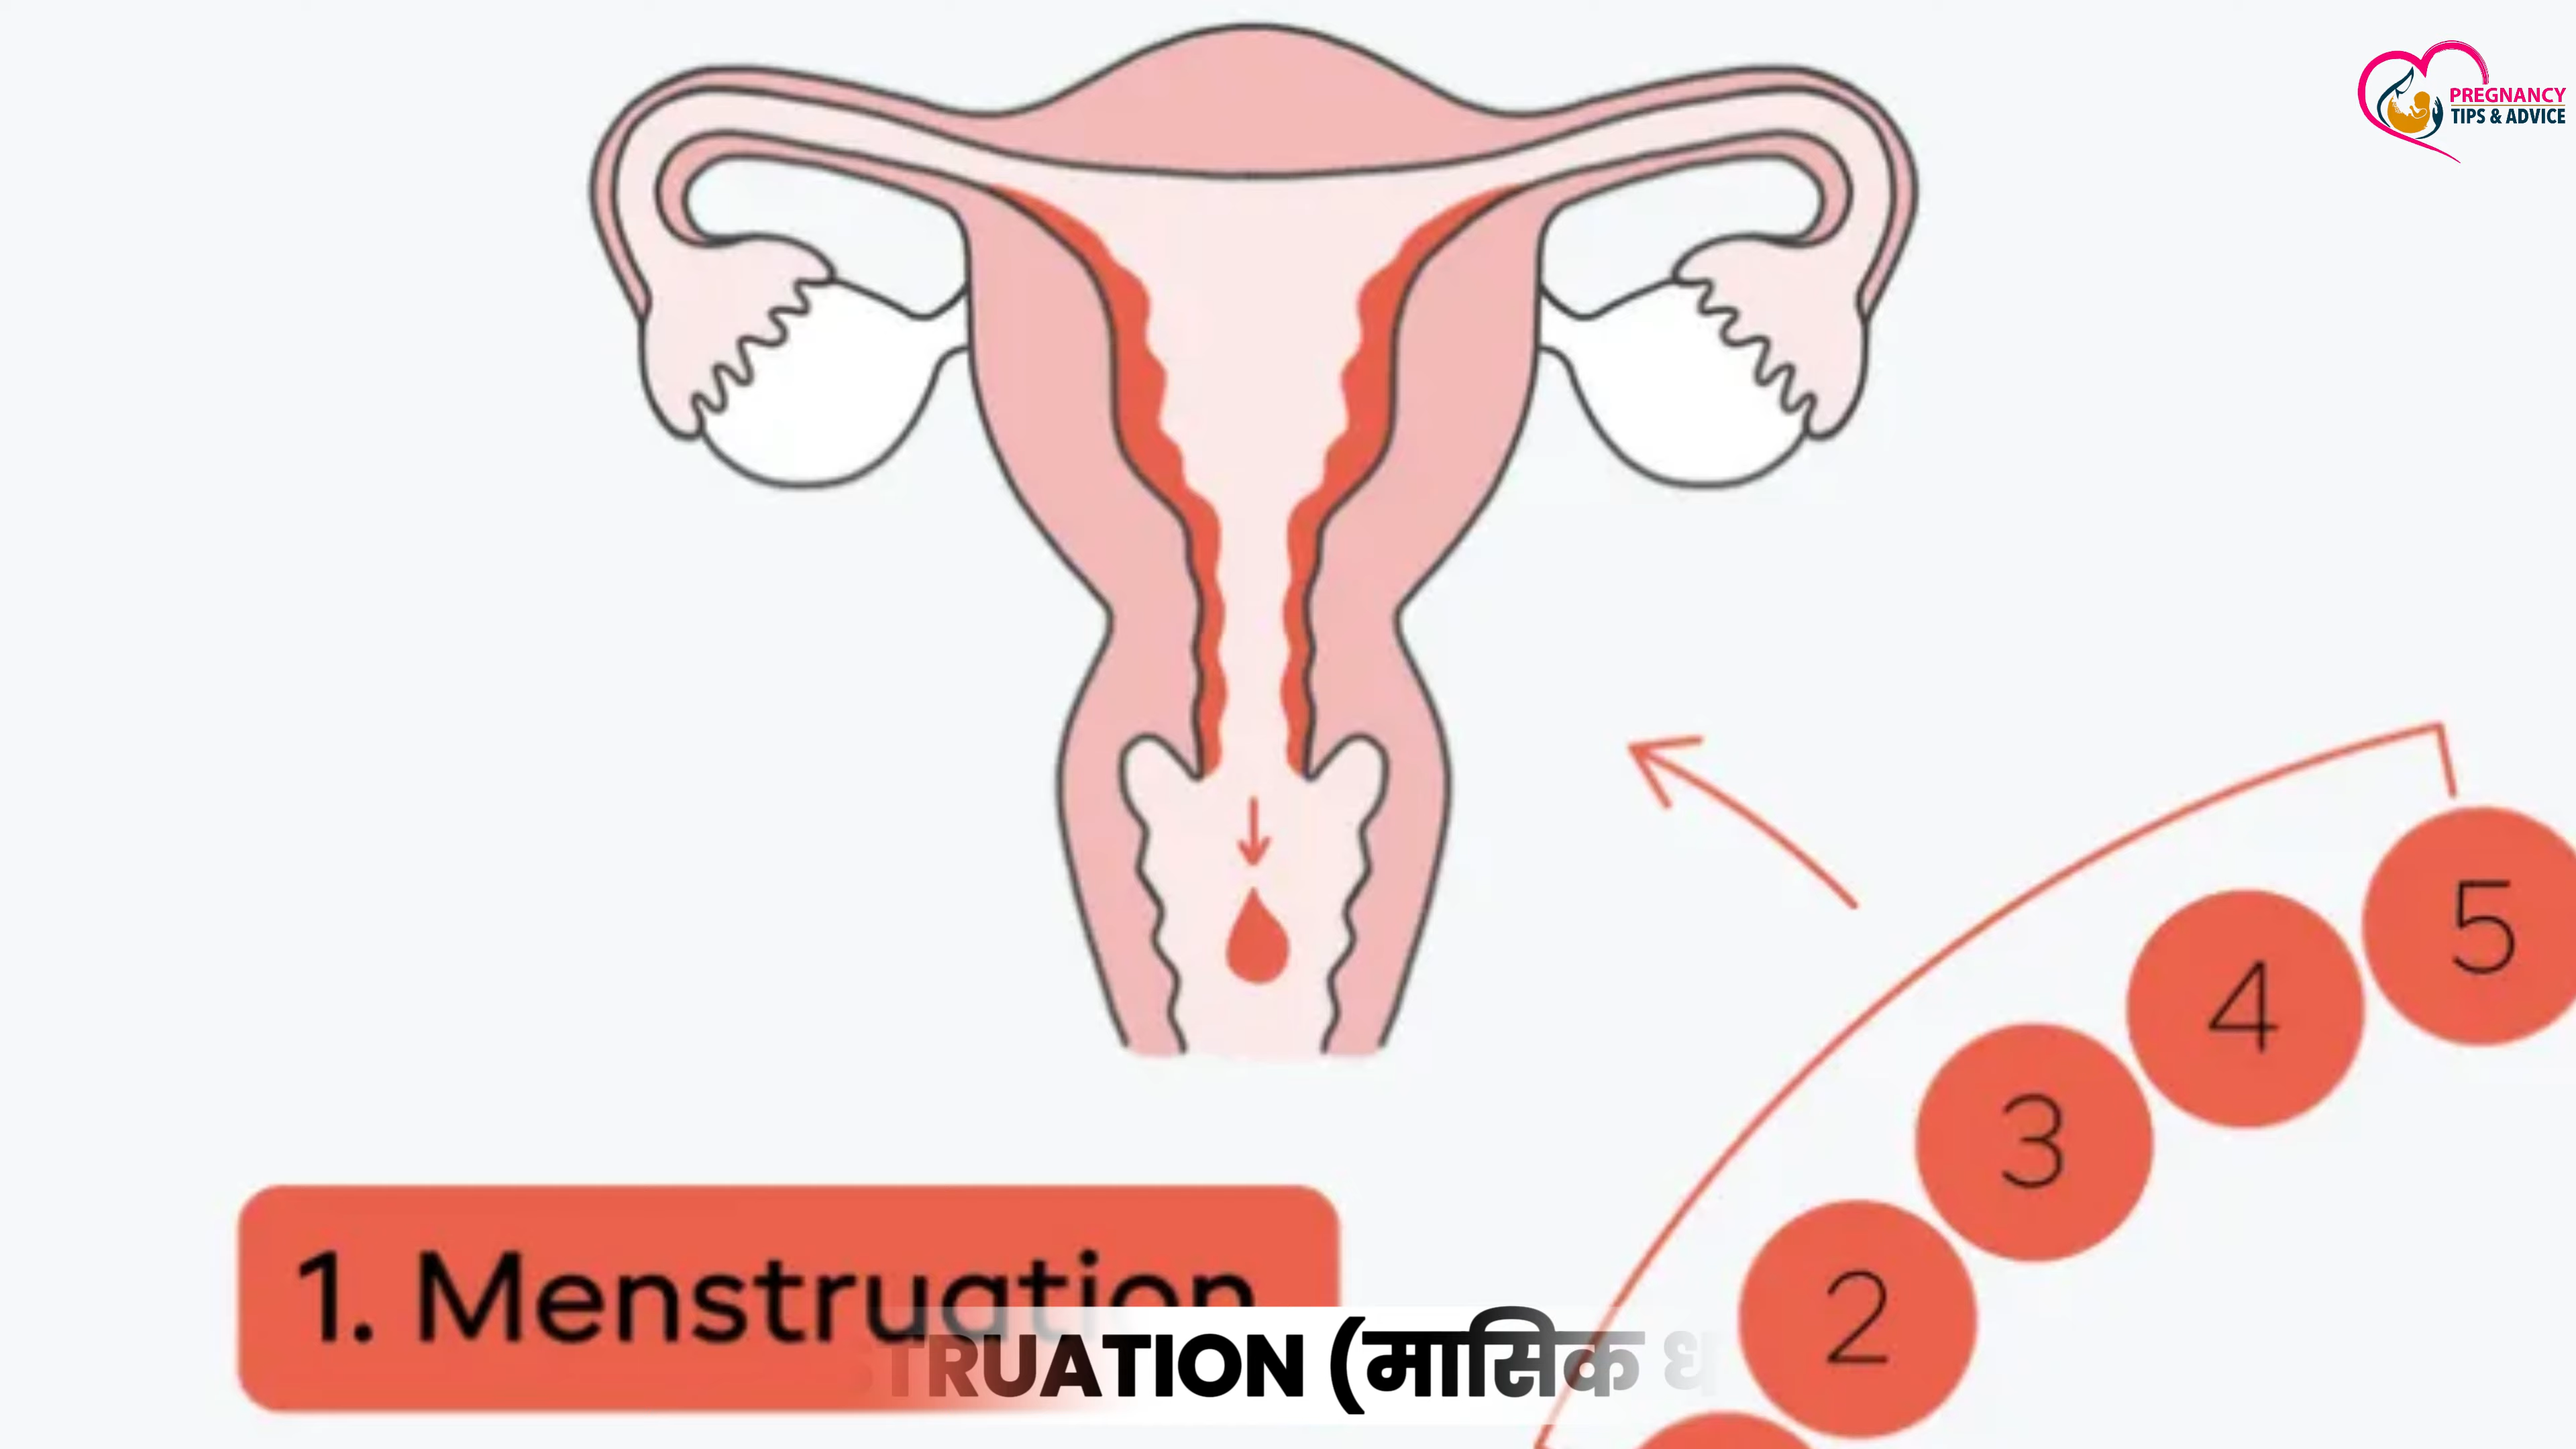 PREGNANCY
TIPS & ADVICE
5
4
3
2
1. Menstruation
TRUATION (मासिक